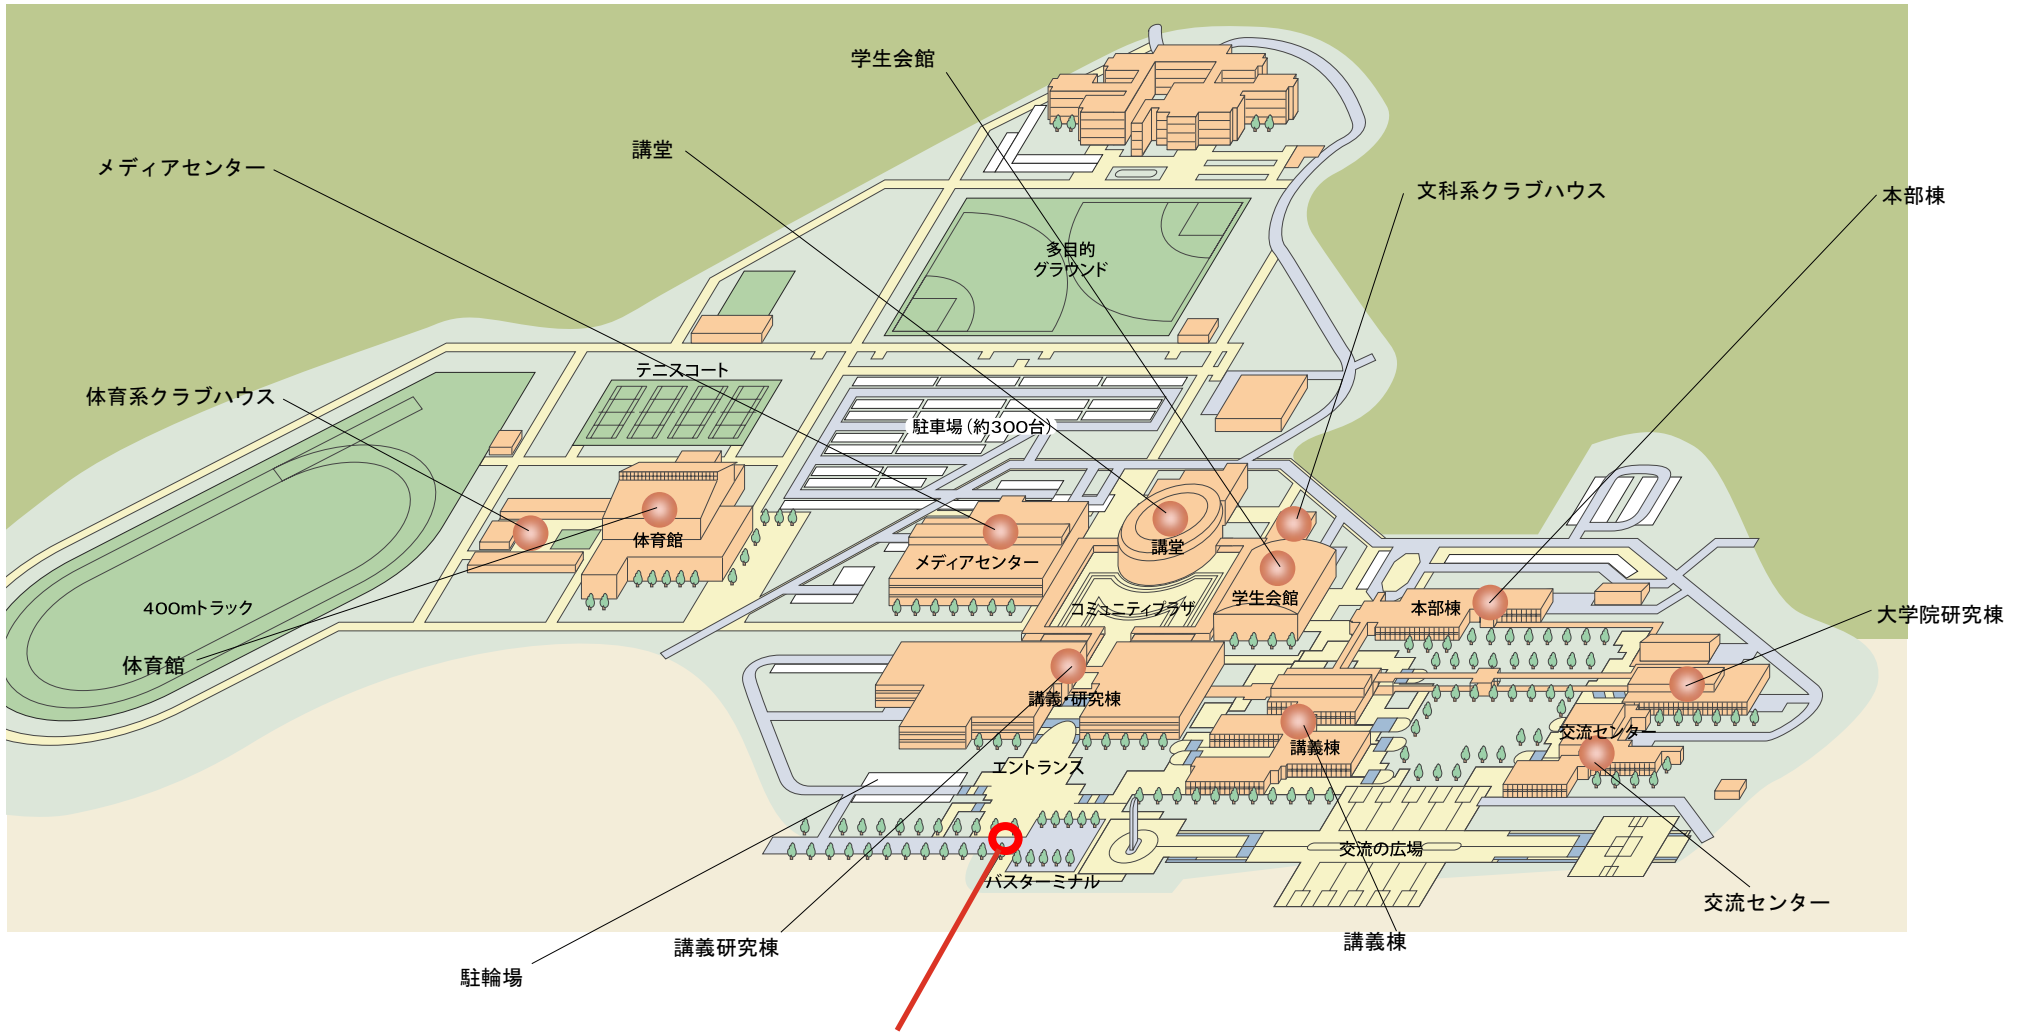 学生会館
講堂
メディアセンター
文科系クラブハウス
本部棟
多目的
グラウンド
テニスコート
体育系クラブハウス
駐車場（約300台）
体育館
講堂
メディアセンター
学生会館
コミュニティプラザ
本部棟
400mトラック
大学院研究棟
体育館
講義・研究棟
交流センター
講義棟
エントランス
交流の広場
バスターミナル
交流センター
講義棟
講義研究棟
駐輪場